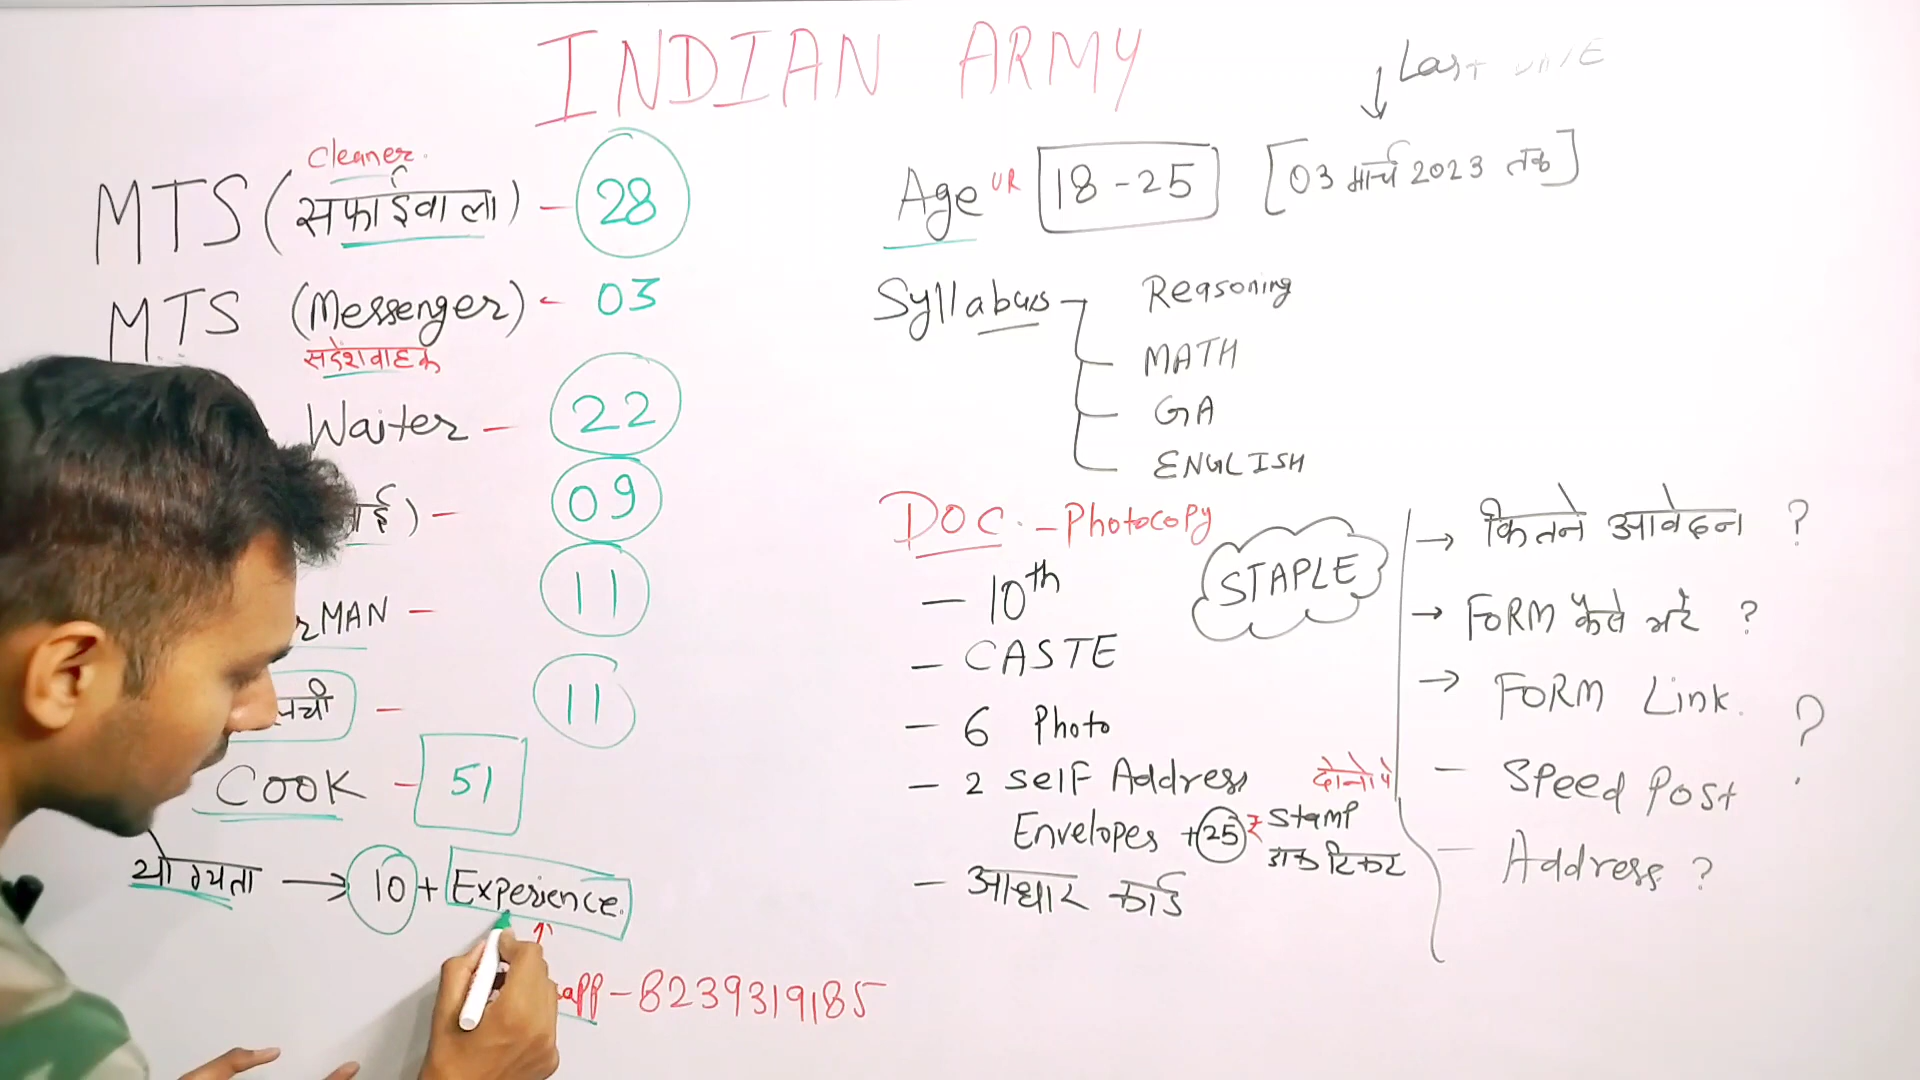 INDIAN ARMY
Cleaner.
MTS (सफाईवाला) - 28
MTS (Messenger) - 03
संदेशवाहक
Waiter - 22
ाई) - 09
rMAN - 11
ची - 11
COOK - 51
योग्यता → 10 + Experience.
app - 8239319185
↓ Last
Age UR 18-25 [03 मार्च 2023 तक]
Syllabus
Reasoning
MATH
GA
ENGLISH
DOC. - Photocopy
STAPLE
- 10th
- CASTE
- 6 Photo
- 2 Self Address दोनो पे
Envelopes + 25 ₹ Stamp
डाक टिकट
- आधार कार्ड
→ कितने आवेदन ?
→ FORM कैसे भरे ?
→ FORM Link. ?
- Speed Post
- Address ?